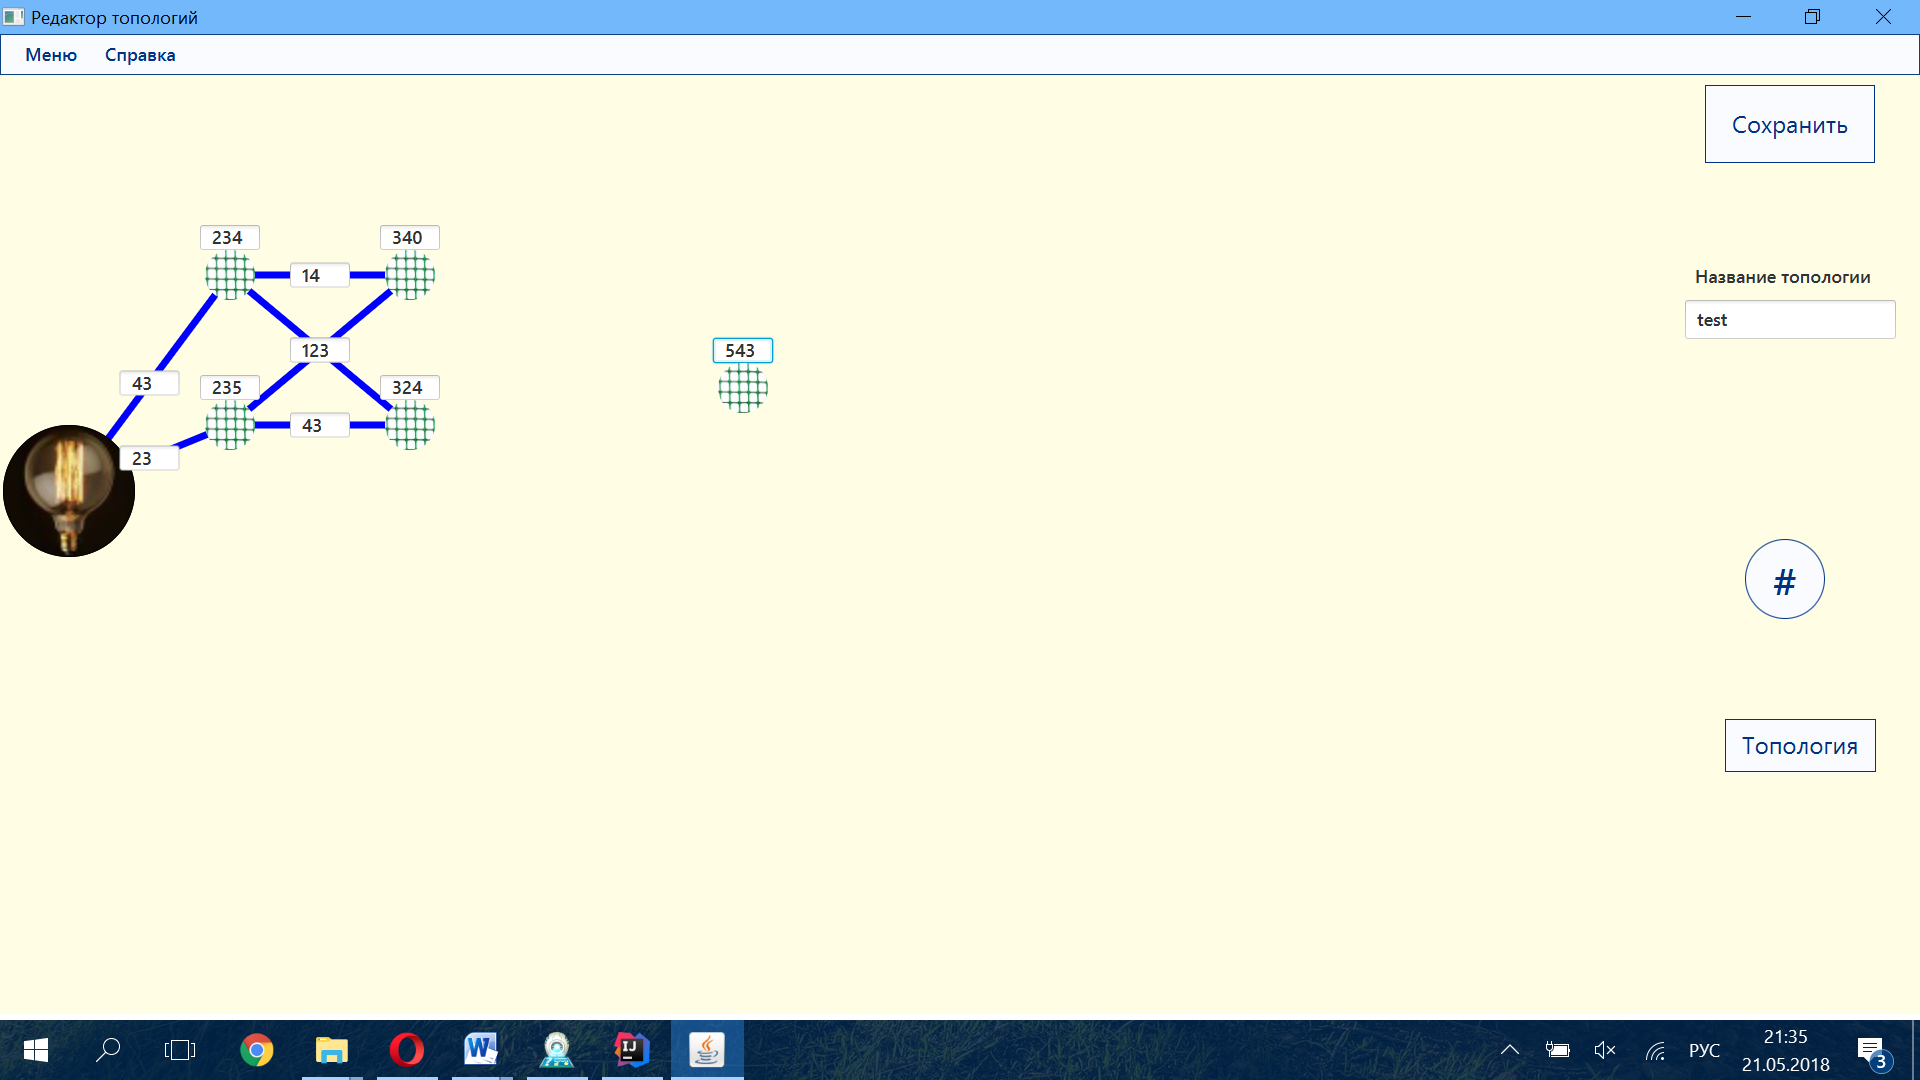 Редактор топологий
Меню Справка
Сохранить
234
340
14
Название топологии
test
123
543
43
235
324
43
23
#
Топология
W
IJ
РУС
21:35
21.05.2018
3